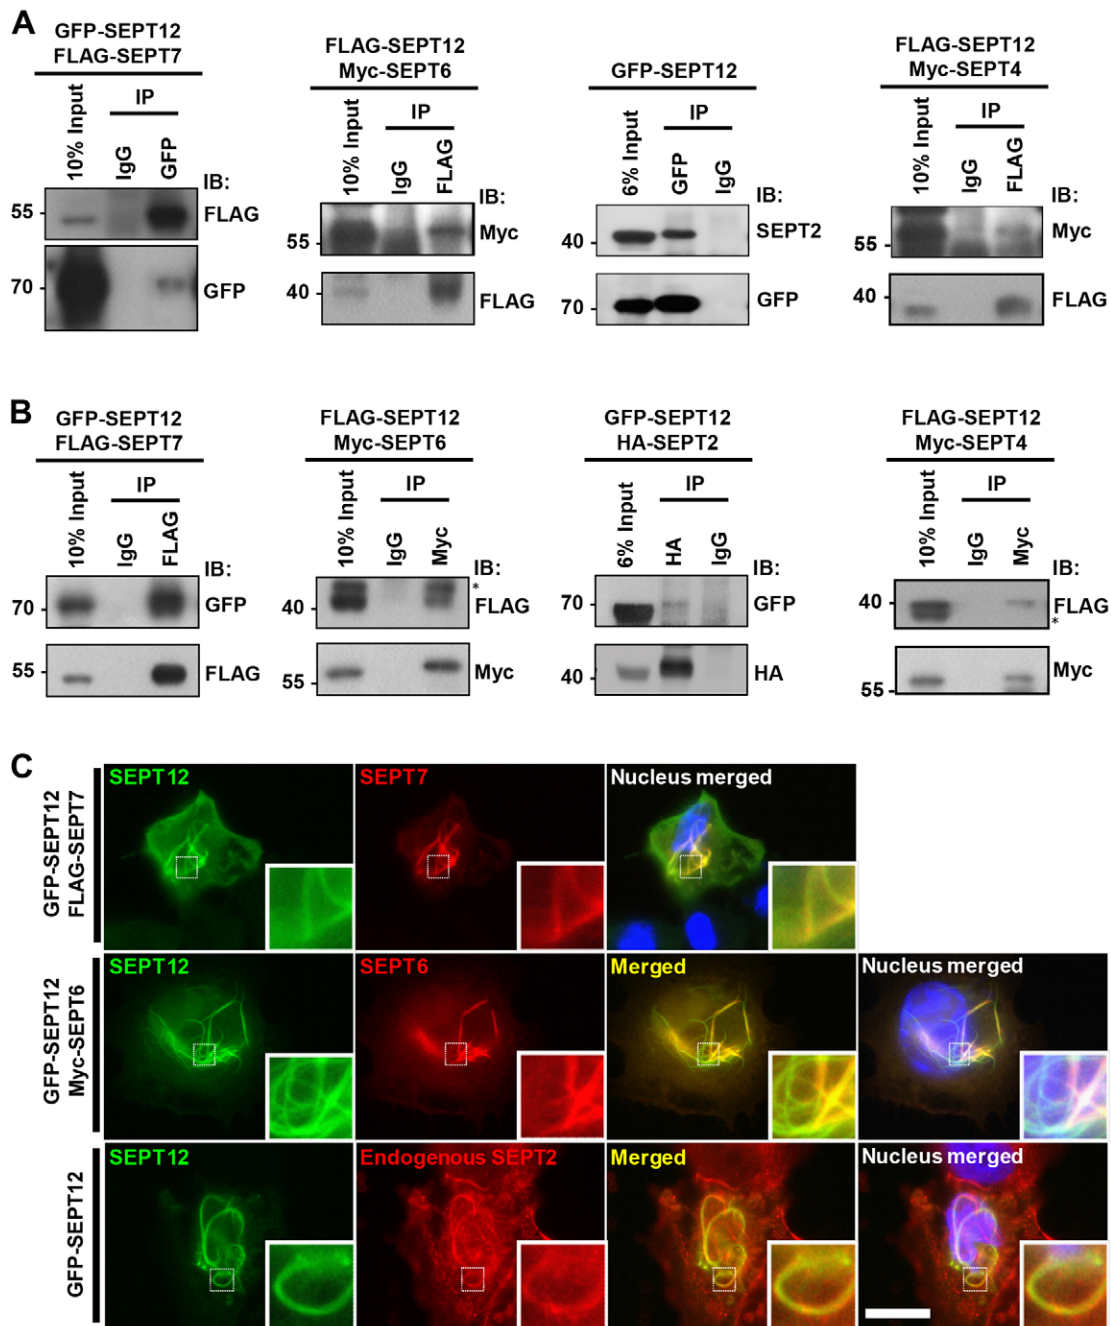 A
GFP-SEPT12
FLAG-SEPT7
10% Input
IP
IgG
GFP
IB:
55
FLAG
70
GFP
FLAG-SEPT12
Myc-SEPT6
10% Input
IP
IgG
FLAG
IB:
55
Myc
40
FLAG
GFP-SEPT12
6% Input
IP
GFP
IgG
IB:
40
SEPT2
70
GFP
FLAG-SEPT12
Myc-SEPT4
10% Input
IP
IgG
FLAG
IB:
55
Myc
40
FLAG
B
GFP-SEPT12
FLAG-SEPT7
10% Input
IP
IgG
FLAG
IB:
70
GFP
55
FLAG
FLAG-SEPT12
Myc-SEPT6
10% Input
IP
IgG
Myc
IB:
*
40
FLAG
55
Myc
GFP-SEPT12
HA-SEPT2
6% Input
IP
HA
IgG
IB:
70
GFP
40
HA
FLAG-SEPT12
Myc-SEPT4
10% Input
IP
IgG
Myc
IB:
40
FLAG
*
55
Myc
C
GFP-SEPT12
FLAG-SEPT7
SEPT12
SEPT7
Nucleus merged
GFP-SEPT12
Myc-SEPT6
SEPT12
SEPT6
Merged
Nucleus merged
GFP-SEPT12
SEPT12
Endogenous SEPT2
Merged
Nucleus merged